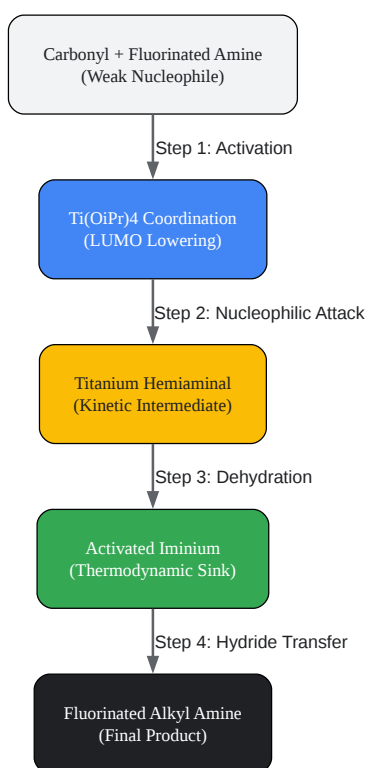 Carbonyl + Fluorinated Amine
(Weak Nucleophile)
Step 1: Activation
Ti(OiPr)4 Coordination
(LUMO Lowering)
Step 2: Nucleophilic Attack
Titanium Hemiaminal
(Kinetic Intermediate)
Step 3: Dehydration
Activated Iminium
(Thermodynamic Sink)
Step 4: Hydride Transfer
Fluorinated Alkyl Amine
(Final Product)